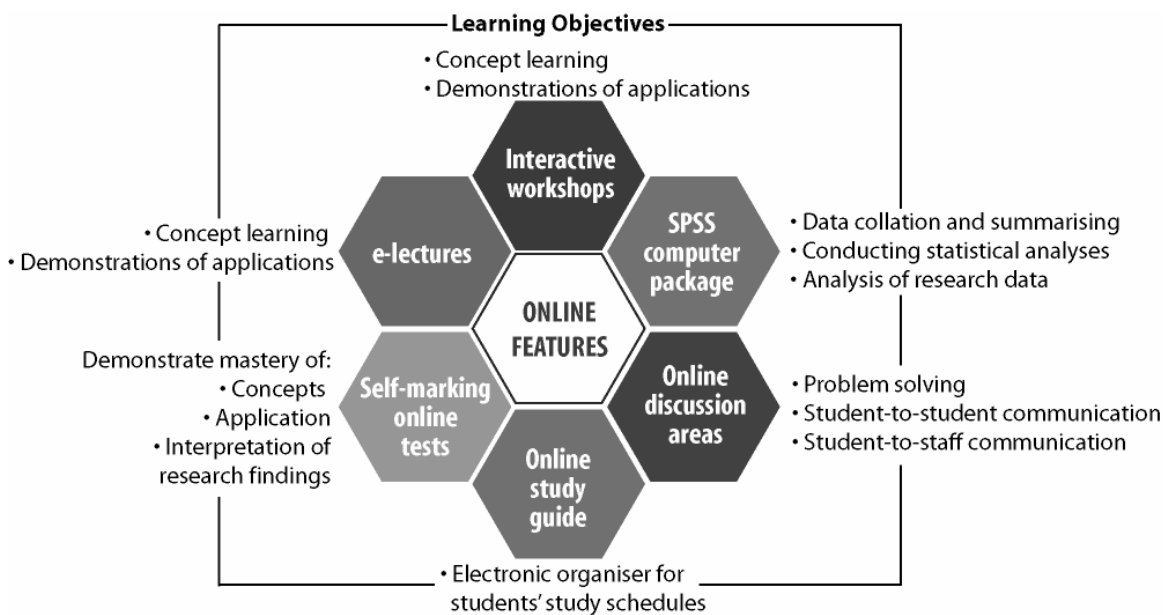 Learning Objectives
• Concept learning
• Demonstrations of applications
Interactive
workshops
• Concept learning
• Demonstrations of applications
e-lectures
SPSS
computer
package
• Data collation and summarising
• Conducting statistical analyses
• Analysis of research data
ONLINE
FEATURES
Demonstrate mastery of:
• Concepts
• Application
• Interpretation of
research findings
Self-marking
online
tests
Online
discussion
areas
• Problem solving
• Student-to-student communication
• Student-to-staff communication
Online
study
guide
• Electronic organiser for
students' study schedules